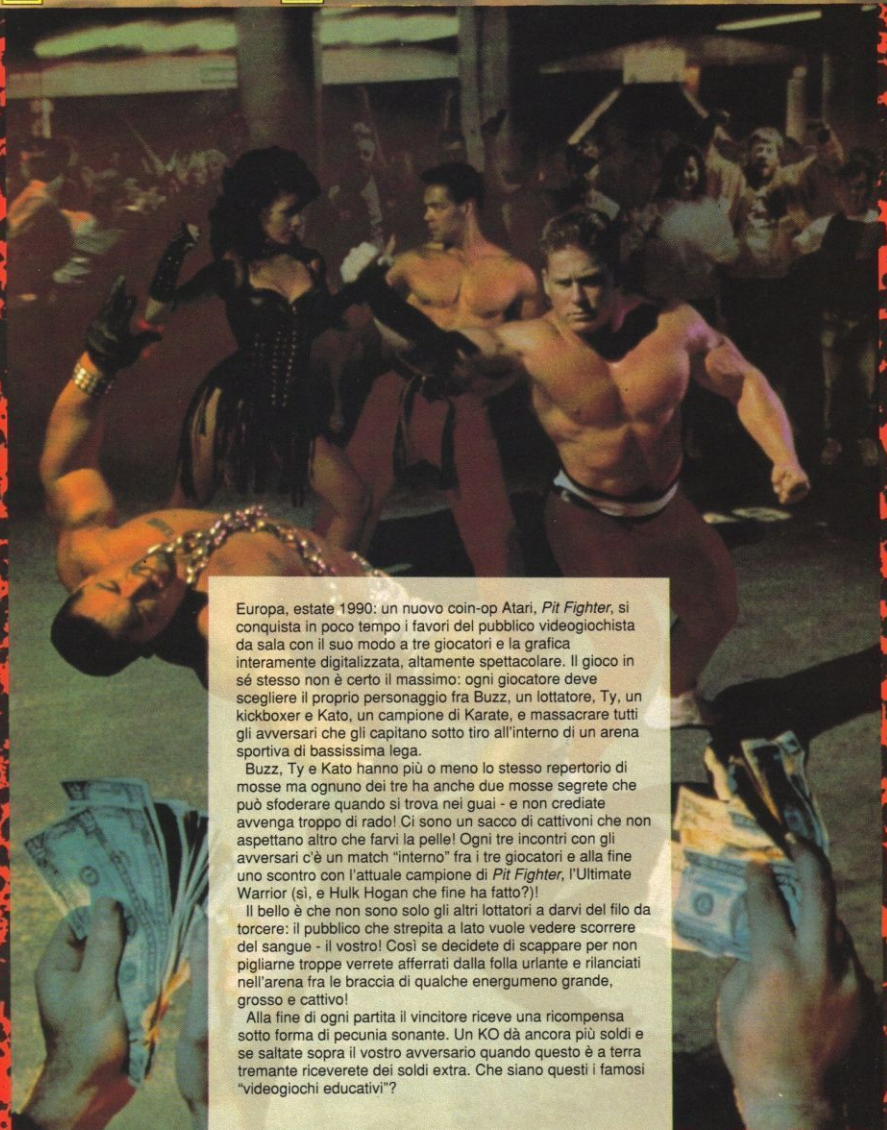 Europa, estate 1990: un nuovo coin-op Atari, Pit Fighter, si
conquista in poco tempo i favori del pubblico videogiochista
da sala con il suo modo a tre giocatori e la grafica
interamente digitalizzata, altamente spettacolare. Il gioco in
sé stesso non è certo il massimo: ogni giocatore deve
scegliere il proprio personaggio fra Buzz, un lottatore, Ty, un
kickboxer e Kato, un campione di Karate, e massacrare tutti
gli avversari che gli capitano sotto tiro all'interno di un arena
sportiva di bassissima lega.
Buzz, Ty e Kato hanno più o meno lo stesso repertorio di
mosse ma ognuno dei tre ha anche due mosse segrete che
può sfoderare quando si trova nei guai - e non crediate
avvenga troppo di rado! Ci sono un sacco di cattivoni che non
aspettano altro che farvi la pelle! Ogni tre incontri con gli
avversari c'è un match "interno" fra i tre giocatori e alla fine
uno scontro con l'attuale campione di Pit Fighter, l'Ultimate
Warrior (sì, e Hulk Hogan che fine ha fatto?)!
Il bello è che non sono solo gli altri lottatori a darvi del filo da
torcere: il pubblico che strepita a lato vuole vedere scorrere
del sangue - il vostro! Così se decidete di scappare per non
pigliarne troppe verrete afferrati dalla folla urlante e rilanciati
nell'arena fra le braccia di qualche energumeno grande,
grosso e cattivo!
Alla fine di ogni partita il vincitore riceve una ricompensa
sotto forma di pecunia sonante. Un KO dà ancora più soldi e
se saltate sopra il vostro avversario quando questo è a terra
tremante riceverete dei soldi extra. Che siano questi i famosi
"videogiochi educativi"?